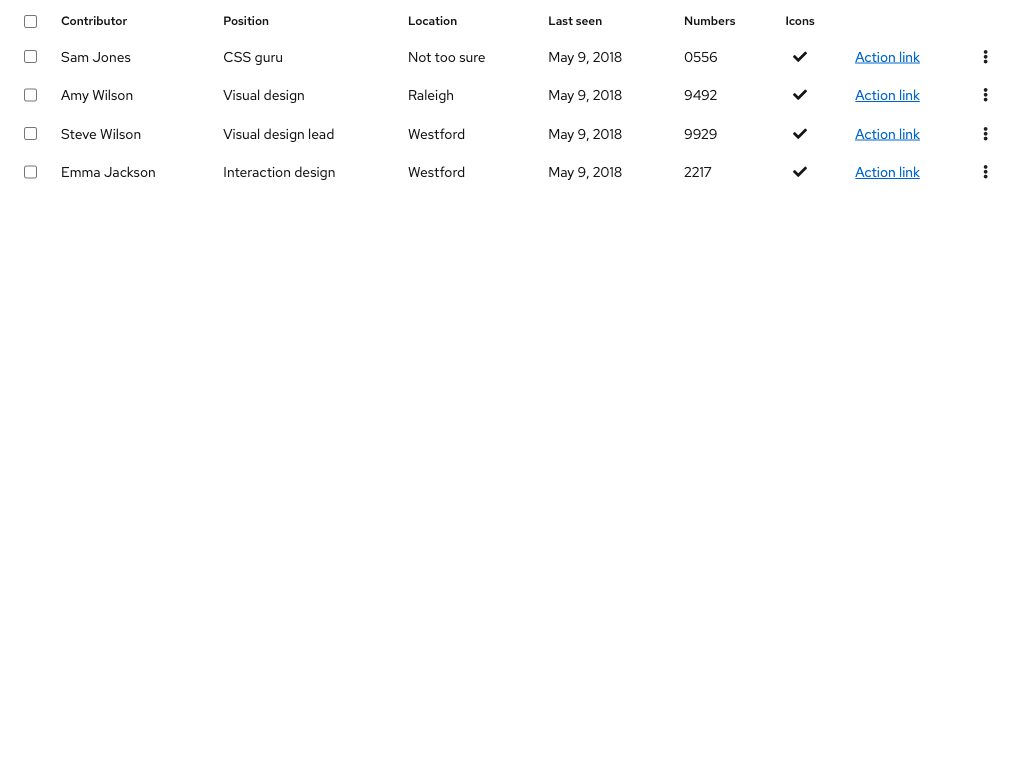 Contributor Position Location Last seen Numbers Icons
Sam Jones CSS guru Not too sure May 9, 2018 0556 Action link
Amy Wilson Visual design Raleigh May 9, 2018 9492 Action link
Steve Wilson Visual design lead Westford May 9, 2018 9929 Action link
Emma Jackson Interaction design Westford May 9, 2018 2217 Action link